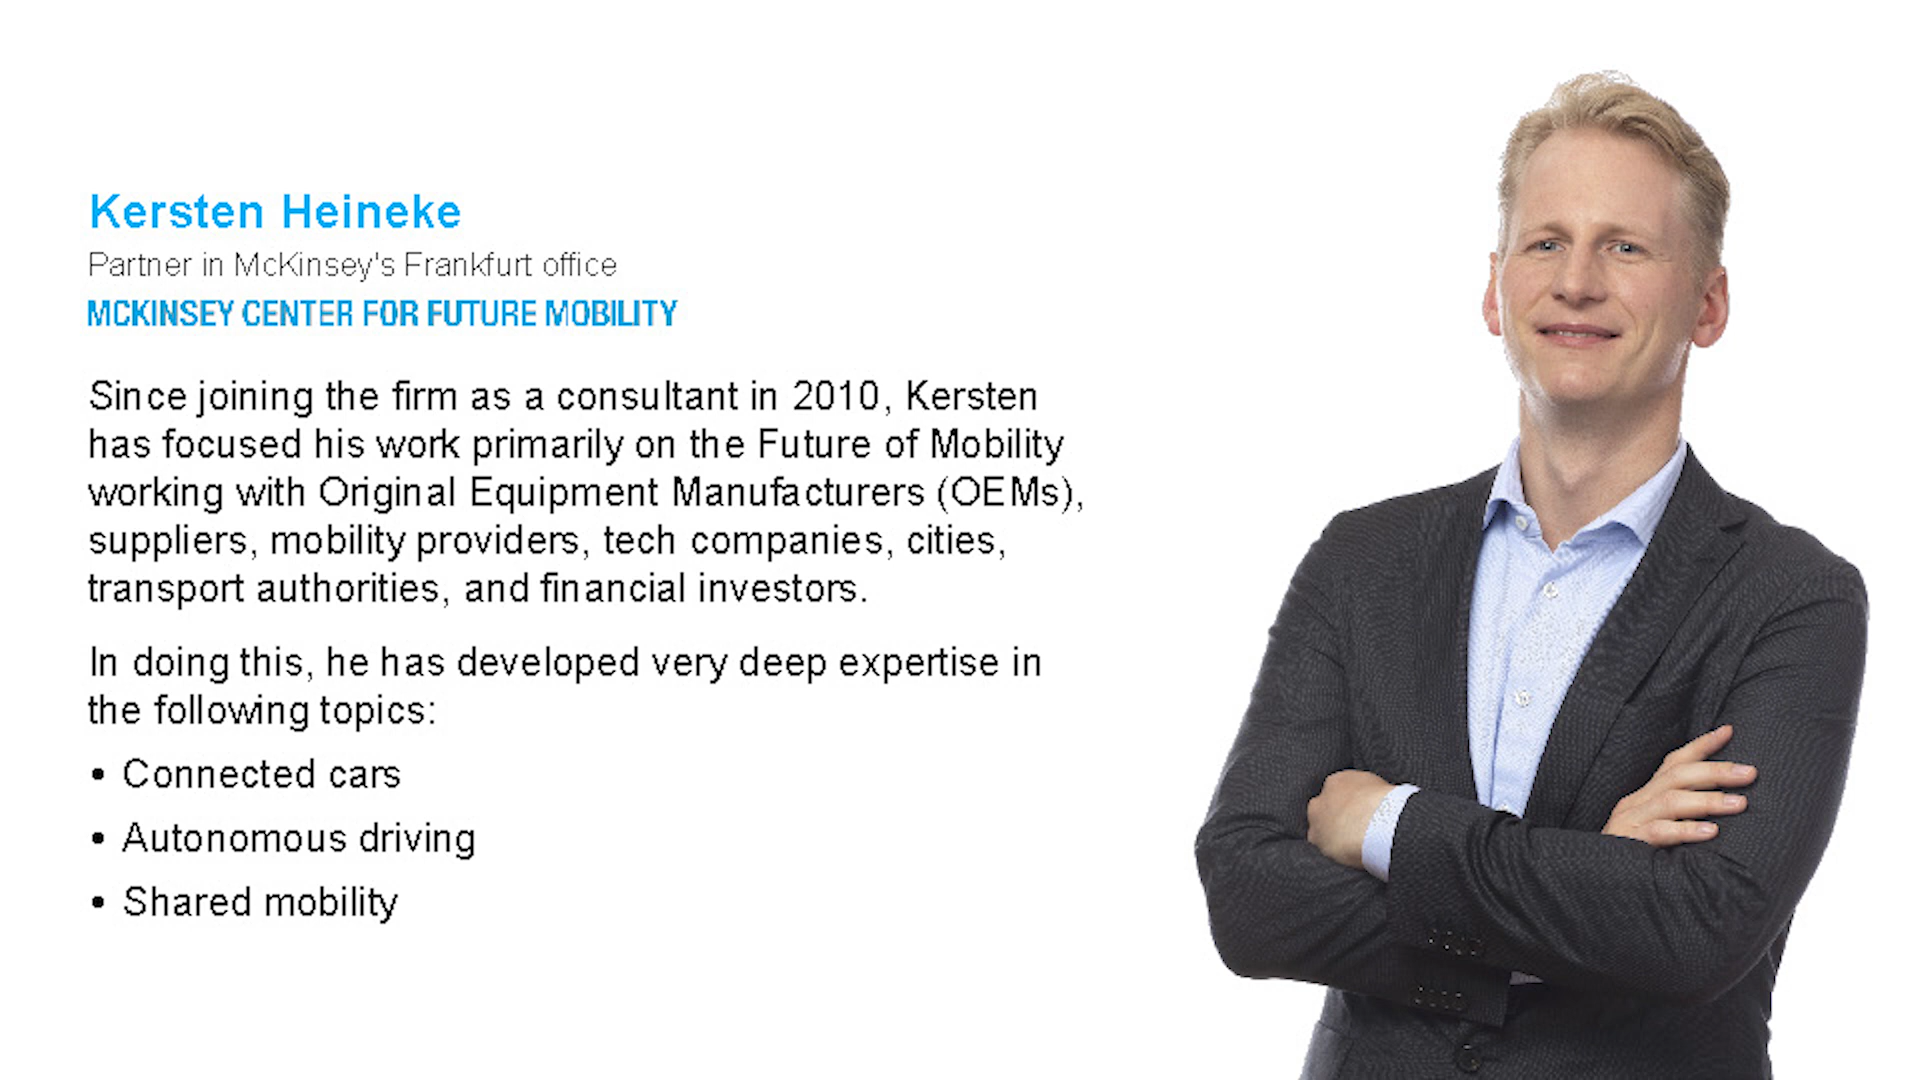 Kersten Heineke
Partner in McKinsey's Frankfurt office
MCKINSEY CENTER FOR FUTURE MOBILITY
Since joining the firm as a consultant in 2010, Kersten
has focused his work primarily on the Future of Mobility
working with Original Equipment Manufacturers (OEMs),
suppliers, mobility providers, tech companies, cities,
transport authorities, and financial investors.
In doing this, he has developed very deep expertise in
the following topics:
• Connected cars
• Autonomous driving
• Shared mobility